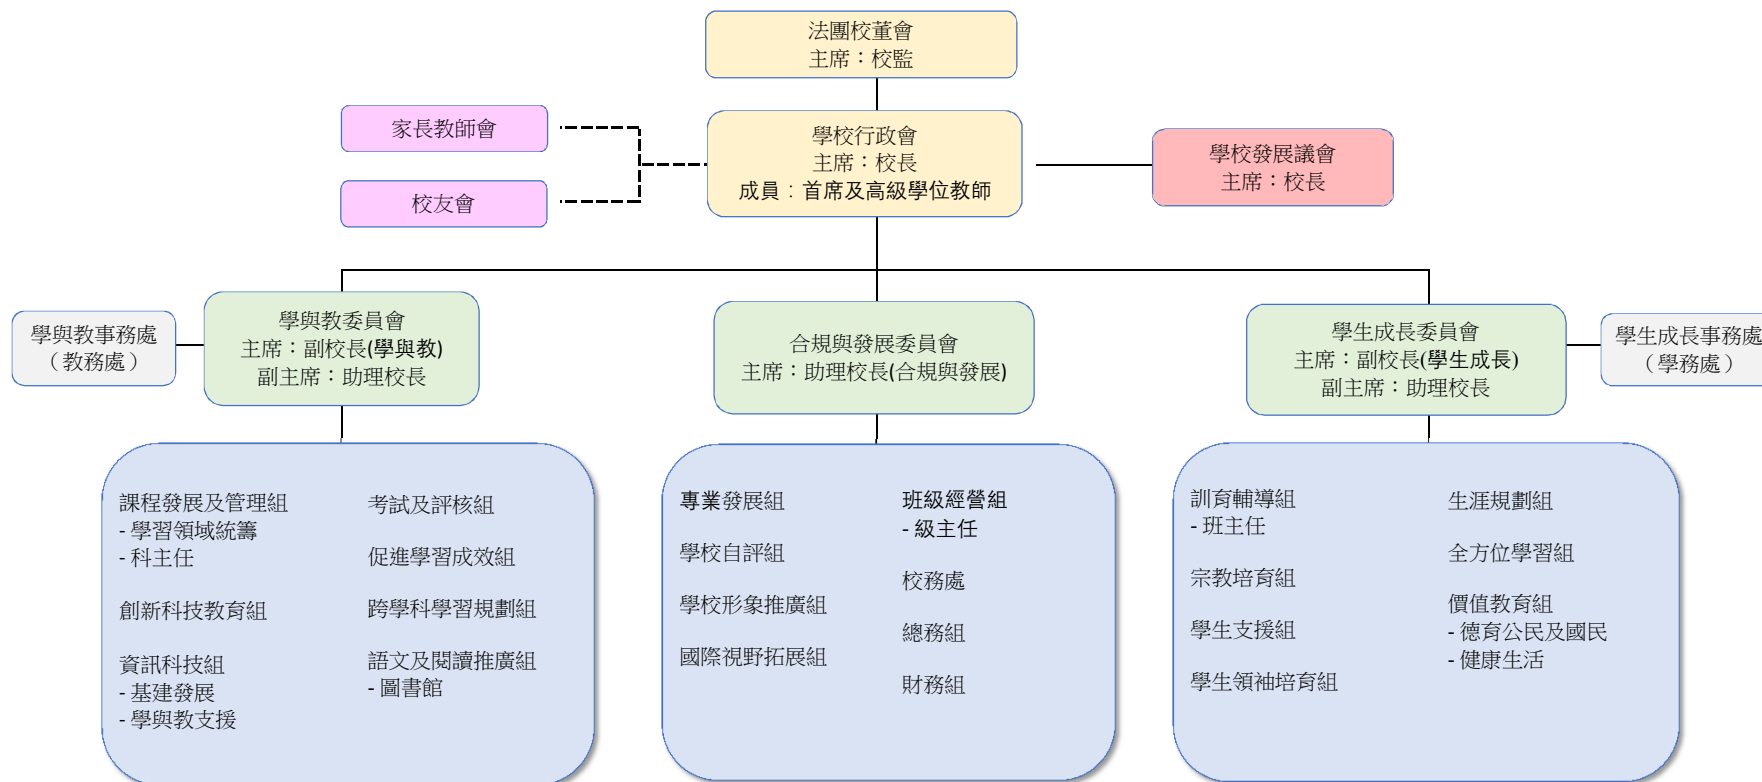 法團校董會
主席：校監
家長教師會
校友會
學校行政會
主席：校長
成員：首席及高級學位教師
學校發展議會
主席：校長
學與教事務處
（教務處）
學與教委員會
主席：副校長(學與教)
副主席：助理校長
合規與發展委員會
主席：助理校長(合規與發展)
學生成長委員會
主席：副校長(學生成長)
副主席：助理校長
學生成長事務處
（學務處）
課程發展及管理組
- 學習領域統籌
- 科主任
創新科技教育組
資訊科技組
- 基建發展
- 學與教支援
考試及評核組
促進學習成效組
跨學科學習規劃組
語文及閱讀推廣組
- 圖書館
專業發展組
學校自評組
學校形象推廣組
國際視野拓展組
班級經營組
- 級主任
校務處
總務組
財務組
訓育輔導組
- 班主任
宗教培育組
學生支援組
學生領袖培育組
生涯規劃組
全方位學習組
價值教育組
- 德育公民及國民
- 健康生活